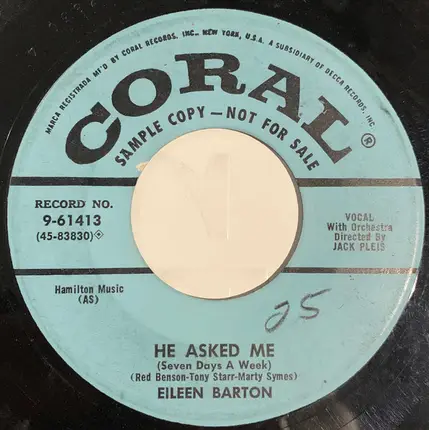 MARCA REGISTRADA MF'D BY CORAL RECORDS, INC., NEW YORK, U.S.A. A SUBSIDIARY OF DECCA RECORDS, INC.
CORAL®
SAMPLE COPY — NOT FOR SALE
RECORD NO.
9-61413
(45-83830)
VOCAL
With Orchestra
Directed By
JACK PLEIS
Hamilton Music
(AS)
25
HE ASKED ME
(Seven Days A Week)
(Red Benson-Tony Starr-Marty Symes)
EILEEN BARTON